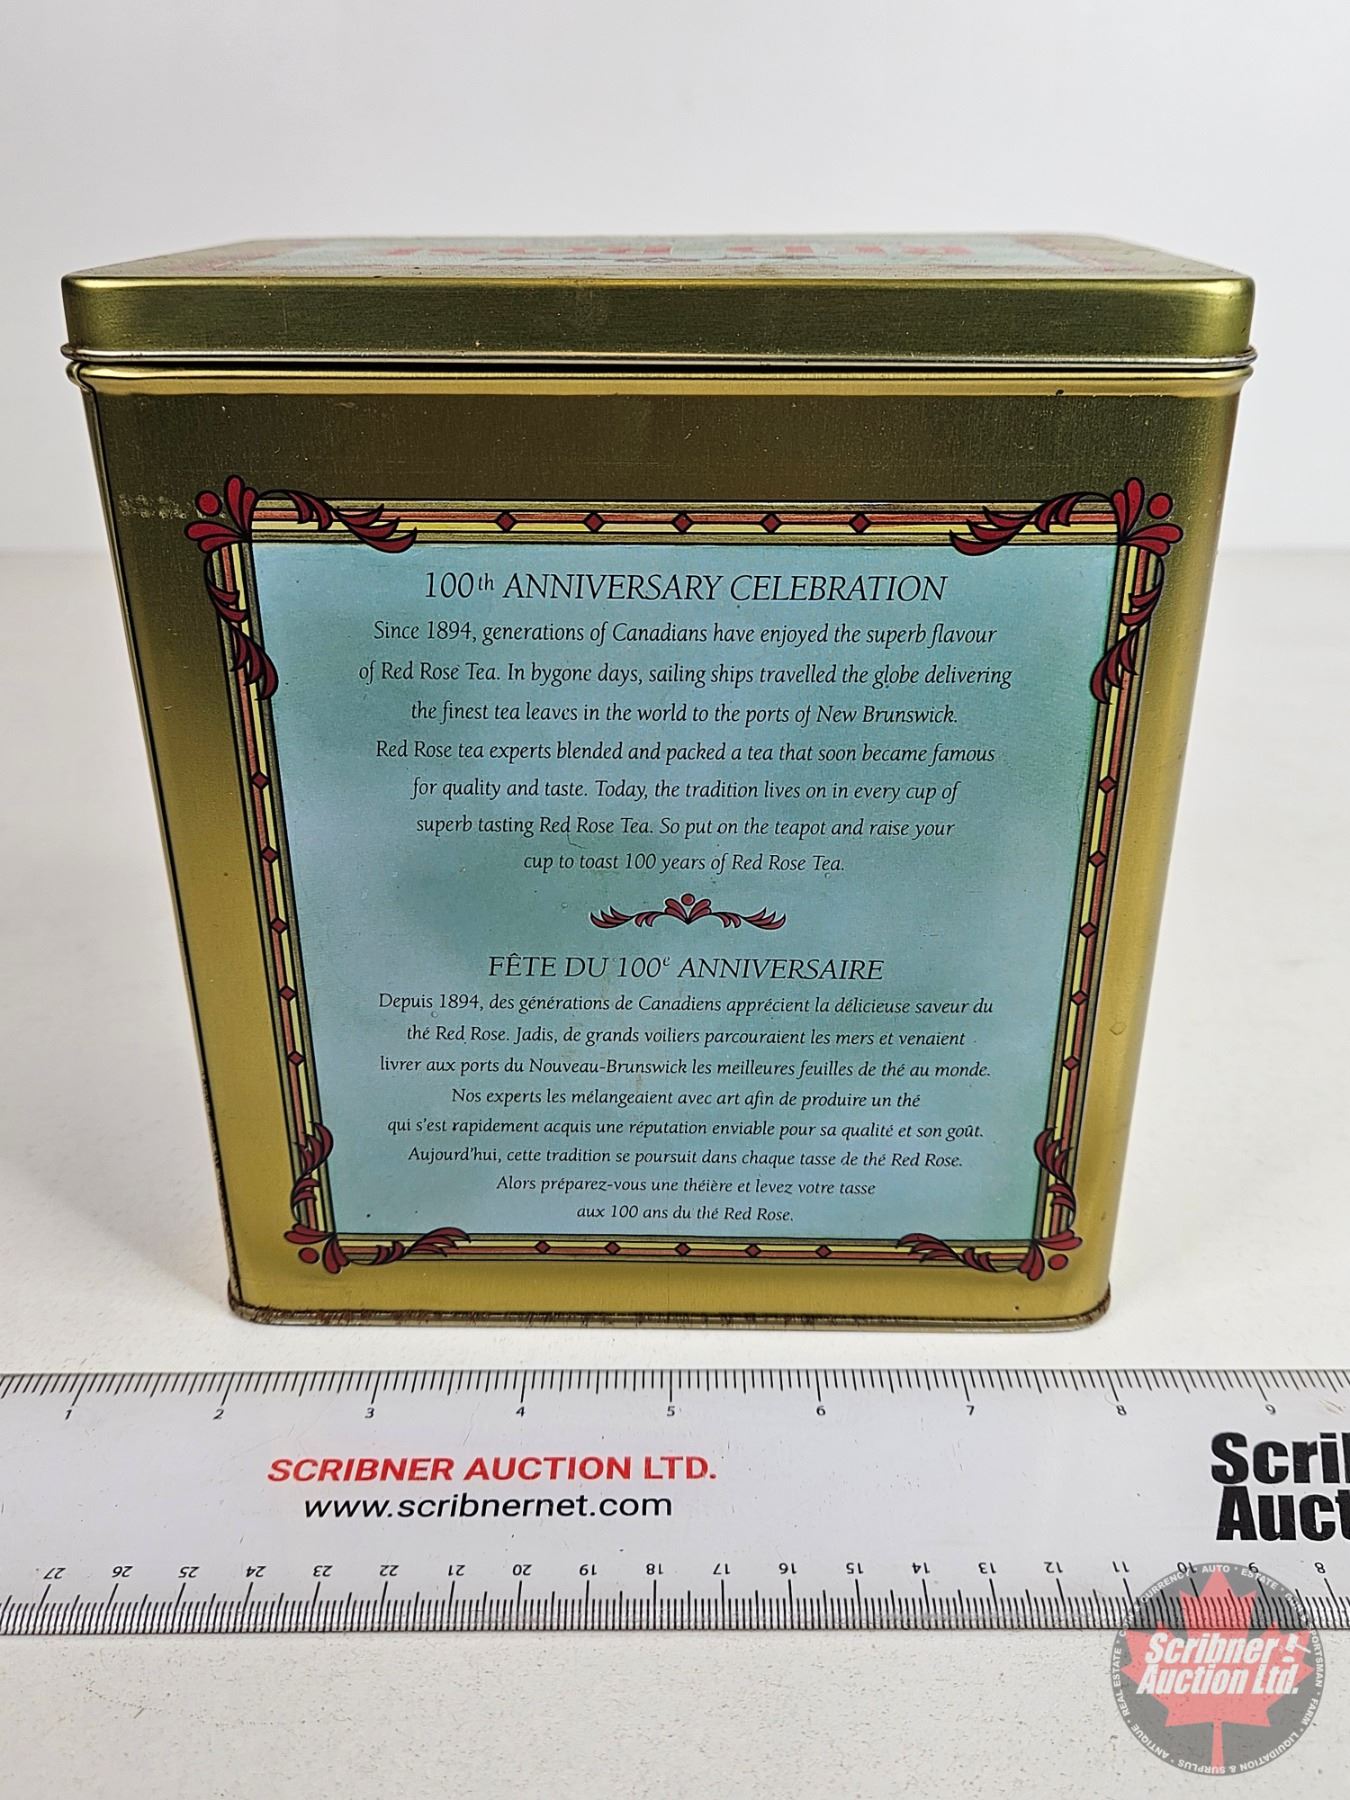 100th ANNIVERSARY CELEBRATION
Since 1894, generations of Canadians have enjoyed the superb flavour
of Red Rose Tea. In bygone days, sailing ships travelled the globe delivering
the finest tea leaves in the world to the ports of New Brunswick.
Red Rose tea experts blended and packed a tea that soon became famous
for quality and taste. Today, the tradition lives on in every cup of
superb tasting Red Rose Tea. So put on the teapot and raise your
cup to toast 100 years of Red Rose Tea.
FÊTE DU 100e ANNIVERSAIRE
Depuis 1894, des générations de Canadiens apprécient la délicieuse saveur du
thé Red Rose. Jadis, de grands voiliers parcouraient les mers et venaient
livrer aux ports du Nouveau-Brunswick les meilleures feuilles de thé au monde.
Nos experts les mélangeaient avec art afin de produire un thé
qui s'est rapidement acquis une réputation enviable pour sa qualité et son goût.
Aujourd'hui, cette tradition se poursuit dans chaque tasse de thé Red Rose.
Alors préparez-vous une théière et levez votre tasse
aux 100 ans du thé Red Rose.
1 2 3 4 5 6 7 8 9
SCRIBNER AUCTION LTD.
www.scribnernet.com
Scri
Auct
27 26 25 24 23 22 21 20 19 18 17 16 15 14 13 12 11 10 9 8
Scribner
Auction Ltd.
AUTO · ESTATE · SPORTSMAN · FARM · LIQUIDATION & SURPLUS · ANTIQUE · REAL ESTATE